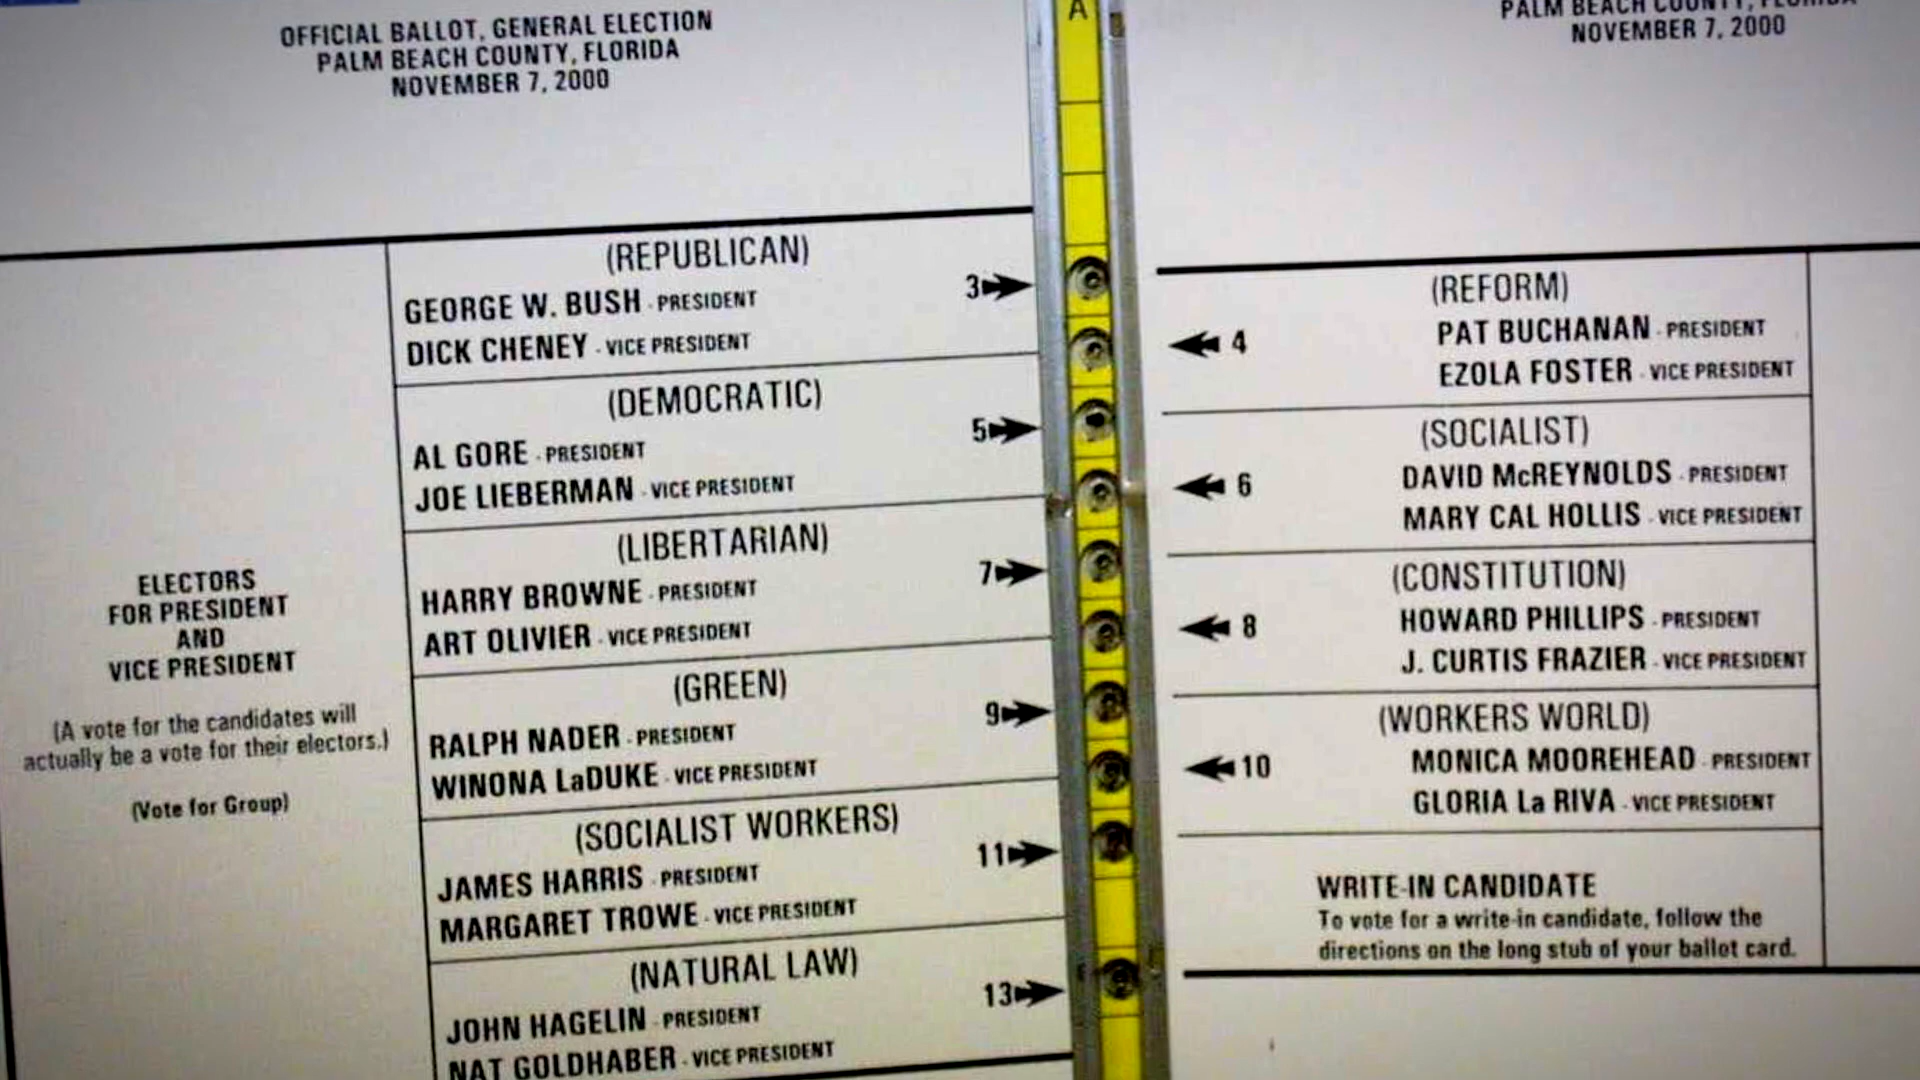 OFFICIAL BALLOT, GENERAL ELECTION
PALM BEACH COUNTY, FLORIDA
NOVEMBER 7, 2000
ELECTORS
FOR PRESIDENT
AND
VICE PRESIDENT
(A vote for the candidates will
actually be a vote for their electors.)
(Vote for Group)
(REPUBLICAN)
GEORGE W. BUSH - PRESIDENT
DICK CHENEY - VICE PRESIDENT
3
(DEMOCRATIC)
AL GORE - PRESIDENT
JOE LIEBERMAN - VICE PRESIDENT
5
(LIBERTARIAN)
HARRY BROWNE - PRESIDENT
ART OLIVIER - VICE PRESIDENT
7
(GREEN)
RALPH NADER - PRESIDENT
WINONA LaDUKE - VICE PRESIDENT
9
(SOCIALIST WORKERS)
JAMES HARRIS - PRESIDENT
MARGARET TROWE - VICE PRESIDENT
11
(NATURAL LAW)
JOHN HAGELIN - PRESIDENT
NAT GOLDHABER - VICE PRESIDENT
13
A
PALM BEACH COUNTY, FLORIDA
NOVEMBER 7, 2000
(REFORM)
PAT BUCHANAN - PRESIDENT
EZOLA FOSTER - VICE PRESIDENT
4
(SOCIALIST)
DAVID McREYNOLDS - PRESIDENT
MARY CAL HOLLIS - VICE PRESIDENT
6
(CONSTITUTION)
HOWARD PHILLIPS - PRESIDENT
J. CURTIS FRAZIER - VICE PRESIDENT
8
(WORKERS WORLD)
MONICA MOOREHEAD - PRESIDENT
GLORIA La RIVA - VICE PRESIDENT
10
WRITE-IN CANDIDATE
To vote for a write-in candidate, follow the
directions on the long stub of your ballot card.